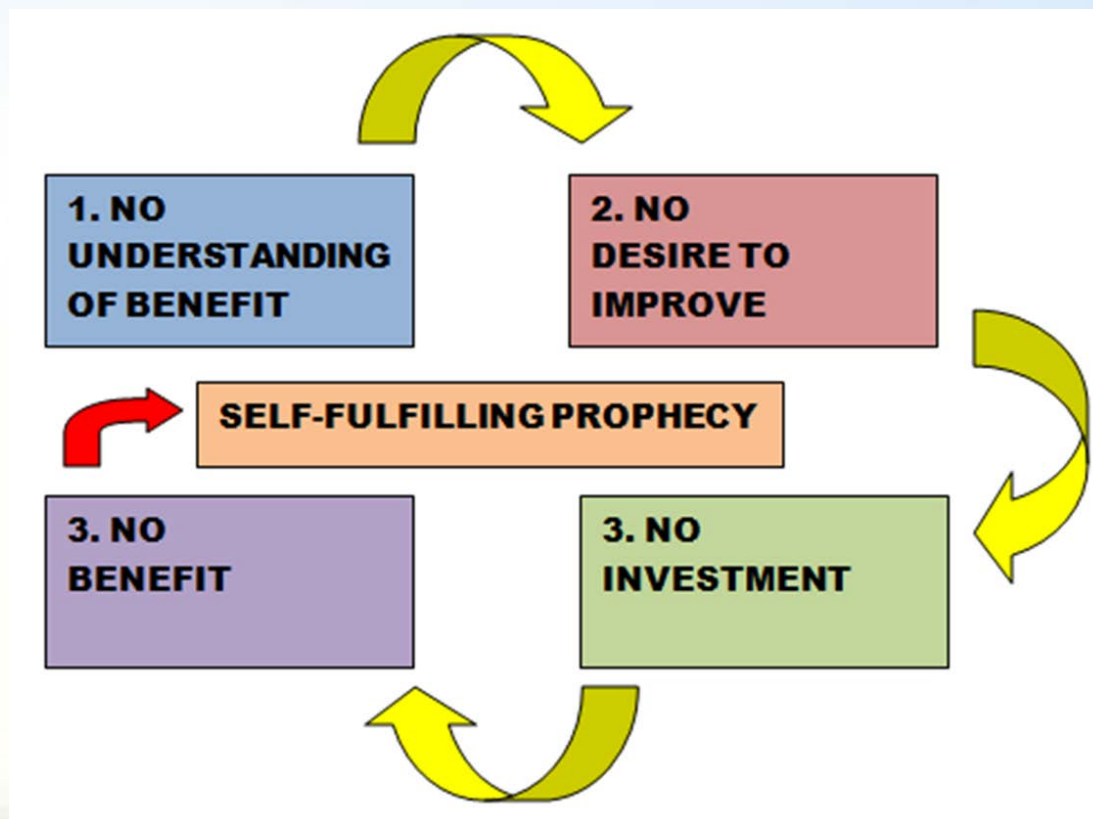 1. NO
UNDERSTANDING
OF BENEFIT
2. NO
DESIRE TO
IMPROVE
SELF-FULFILLING PROPHECY
3. NO
BENEFIT
3. NO
INVESTMENT